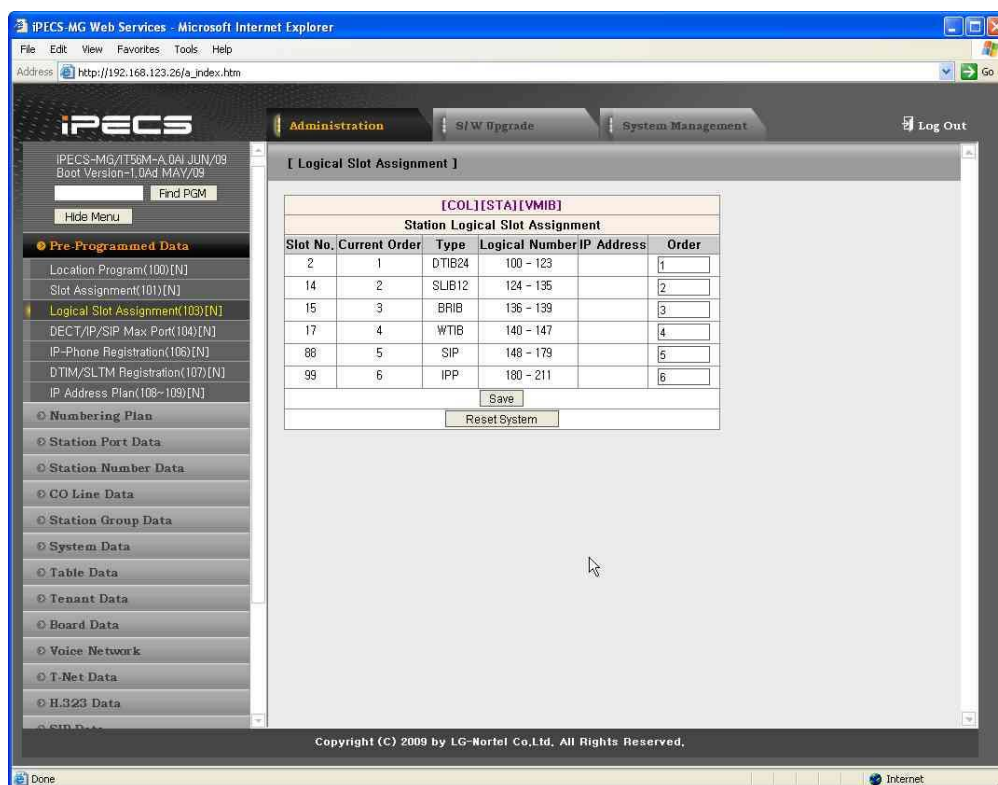 iPECS-MG Web Services - Microsoft Internet Explorer
File Edit View Favorites Tools Help
Address http://192.168.123.26/a_index.htm Go
iPECS
Administration S/W Upgrade System Management Log Out
iPECS-MG/IT56M-A,0Ai JUN/09
Boot Version-1,0Ad MAY/09
Find PGM
Hide Menu
Pre-Programmed Data
Location Program(100)[N]
Slot Assignment(101)[N]
Logical Slot Assignment(103)[N]
DECT/IP/SIP Max Port(104)[N]
IP-Phone Registration(106)[N]
DTIM/SLTM Registration(107)[N]
IP Address Plan(108~109)[N]
Numbering Plan
Station Port Data
Station Number Data
CO Line Data
Station Group Data
System Data
Table Data
Tenant Data
Board Data
Voice Network
T-Net Data
H.323 Data
SIP Data
[ Logical Slot Assignment ]
[COL][STA][VMIB]
Station Logical Slot Assignment
Slot No. Current Order Type Logical Number IP Address Order
2 1 DTIB24 100 - 123 1
14 2 SLIB12 124 - 135 2
15 3 BRIB 136 - 139 3
17 4 WTIB 140 - 147 4
88 5 SIP 148 - 179 5
99 6 IPP 180 - 211 6
Save
Reset System
Copyright (C) 2009 by LG-Nortel Co,Ltd, All Rights Reserved,
Done Internet